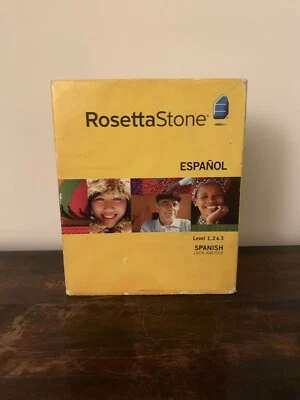 RosettaStone®
ESPAÑOL
Level 1, 2 & 3
SPANISH
LATIN AMERICA